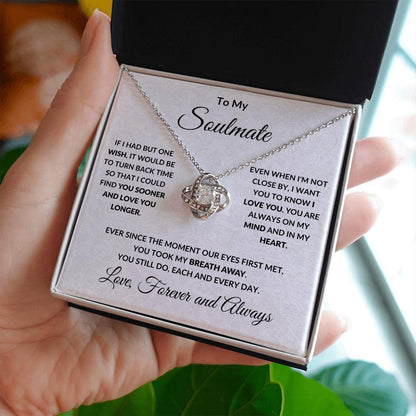 To My
Soulmate
IF I HAD BUT ONE
WISH, IT WOULD BE
TO TURN BACK TIME
SO THAT I COULD
FIND YOU SOONER
AND LOVE YOU
LONGER.
EVEN WHEN I'M NOT
CLOSE BY, I WANT
YOU TO KNOW I
LOVE YOU. YOU ARE
ALWAYS ON MY
MIND AND IN MY
HEART.
EVER SINCE THE MOMENT OUR EYES FIRST MET,
YOU TOOK MY BREATH AWAY.
YOU STILL DO, EACH AND EVERY DAY.
Love, Forever and Always